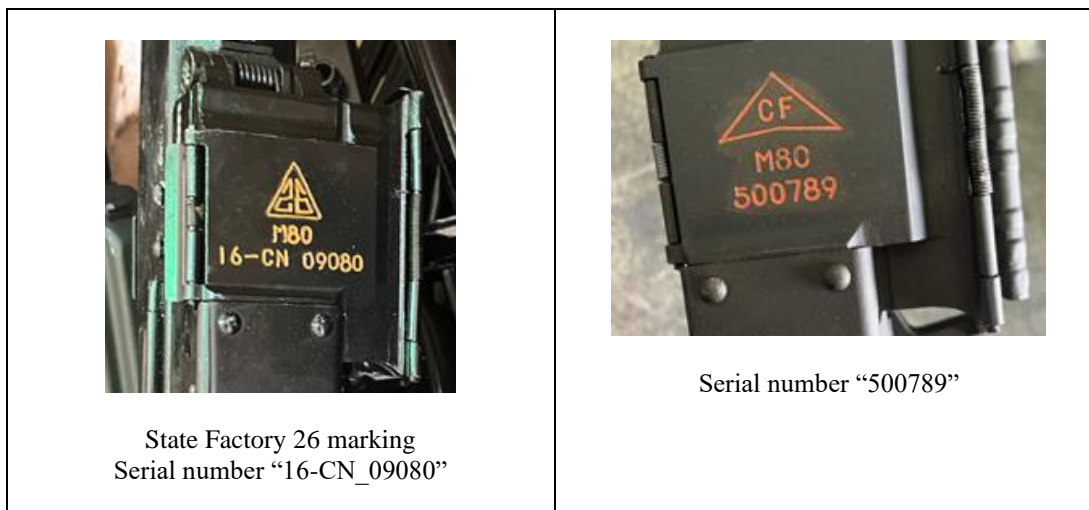 26
M80
16-CN 09080
CF
M80
500789
State Factory 26 marking
Serial number “16-CN_09080”
Serial number “500789”